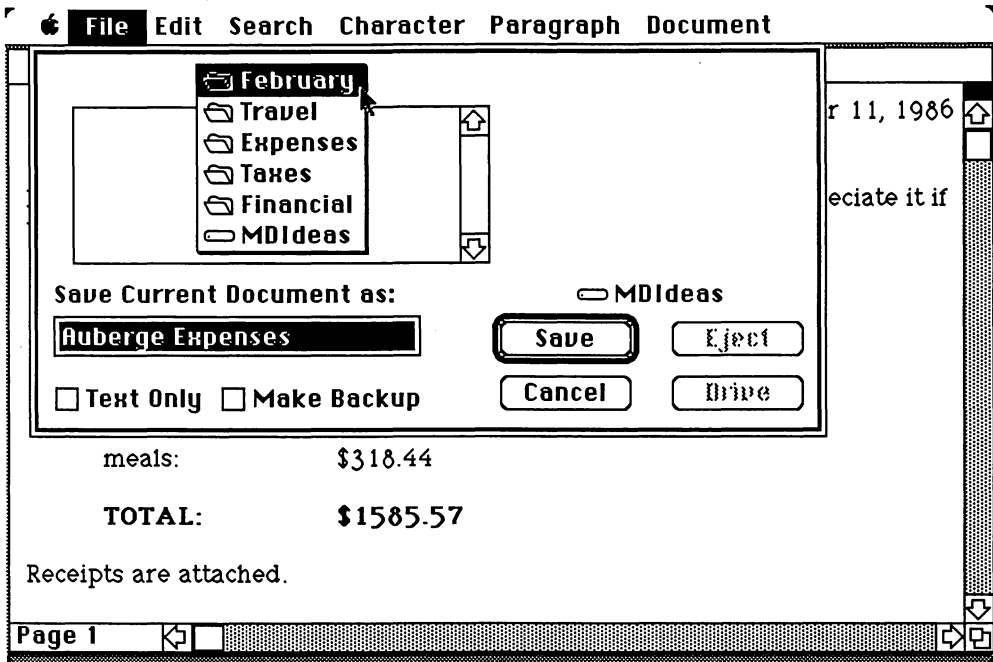 File Edit Search Character Paragraph Document
February
Travel
Expenses
Taxes
Financial
MDIdeas
r 11, 1986
eciate it if
Save Current Document as:
MDIdeas
Auberge Expenses
Save
Eject
Text Only
Make Backup
Cancel
Drive
meals: $318.44
TOTAL: $1585.57
Receipts are attached.
Page 1